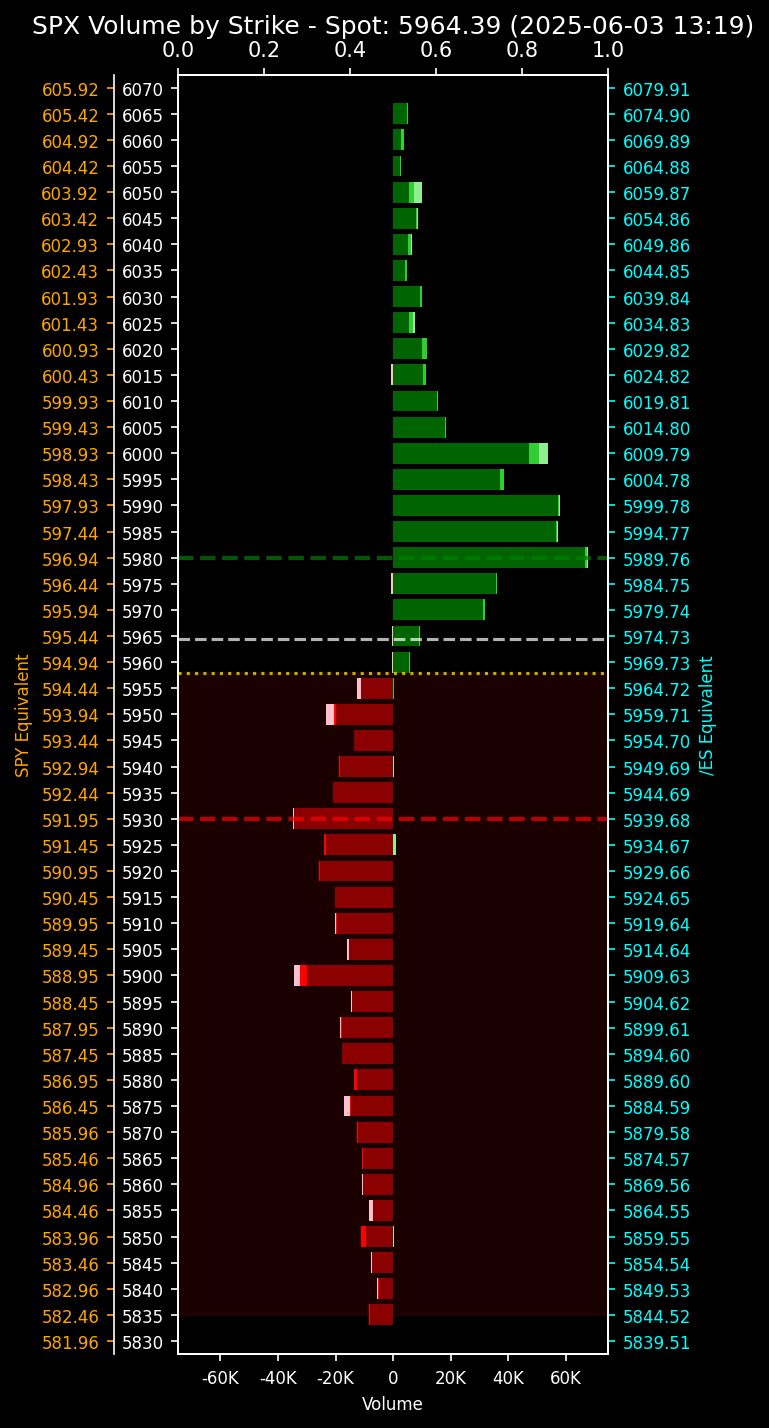 SPX Volume by Strike - Spot: 5964.39 (2025-06-03 13:19)
0.0 0.2 0.4 0.6 0.8 1.0
605.92 6070 6079.91
605.42 6065 6074.90
604.92 6060 6069.89
604.42 6055 6064.88
603.92 6050 6059.87
603.42 6045 6054.86
602.93 6040 6049.86
602.43 6035 6044.85
601.93 6030 6039.84
601.43 6025 6034.83
600.93 6020 6029.82
600.43 6015 6024.82
599.93 6010 6019.81
599.43 6005 6014.80
598.93 6000 6009.79
598.43 5995 6004.78
597.93 5990 5999.78
597.44 5985 5994.77
596.94 5980 5989.76
596.44 5975 5984.75
595.94 5970 5979.74
595.44 5965 5974.73
594.94 5960 5969.73
594.44 5955 5964.72
593.94 5950 5959.71
593.44 5945 5954.70
592.94 5940 5949.69
592.44 5935 5944.69
591.95 5930 5939.68
591.45 5925 5934.67
590.95 5920 5929.66
590.45 5915 5924.65
589.95 5910 5919.64
589.45 5905 5914.64
588.95 5900 5909.63
588.45 5895 5904.62
587.95 5890 5899.61
587.45 5885 5894.60
586.95 5880 5889.60
586.45 5875 5884.59
585.96 5870 5879.58
585.46 5865 5874.57
584.96 5860 5869.56
584.46 5855 5864.55
583.96 5850 5859.55
583.46 5845 5854.54
582.96 5840 5849.53
582.46 5835 5844.52
581.96 5830 5839.51
SPY Equivalent
/ES Equivalent
-60K -40K -20K 0 20K 40K 60K
Volume